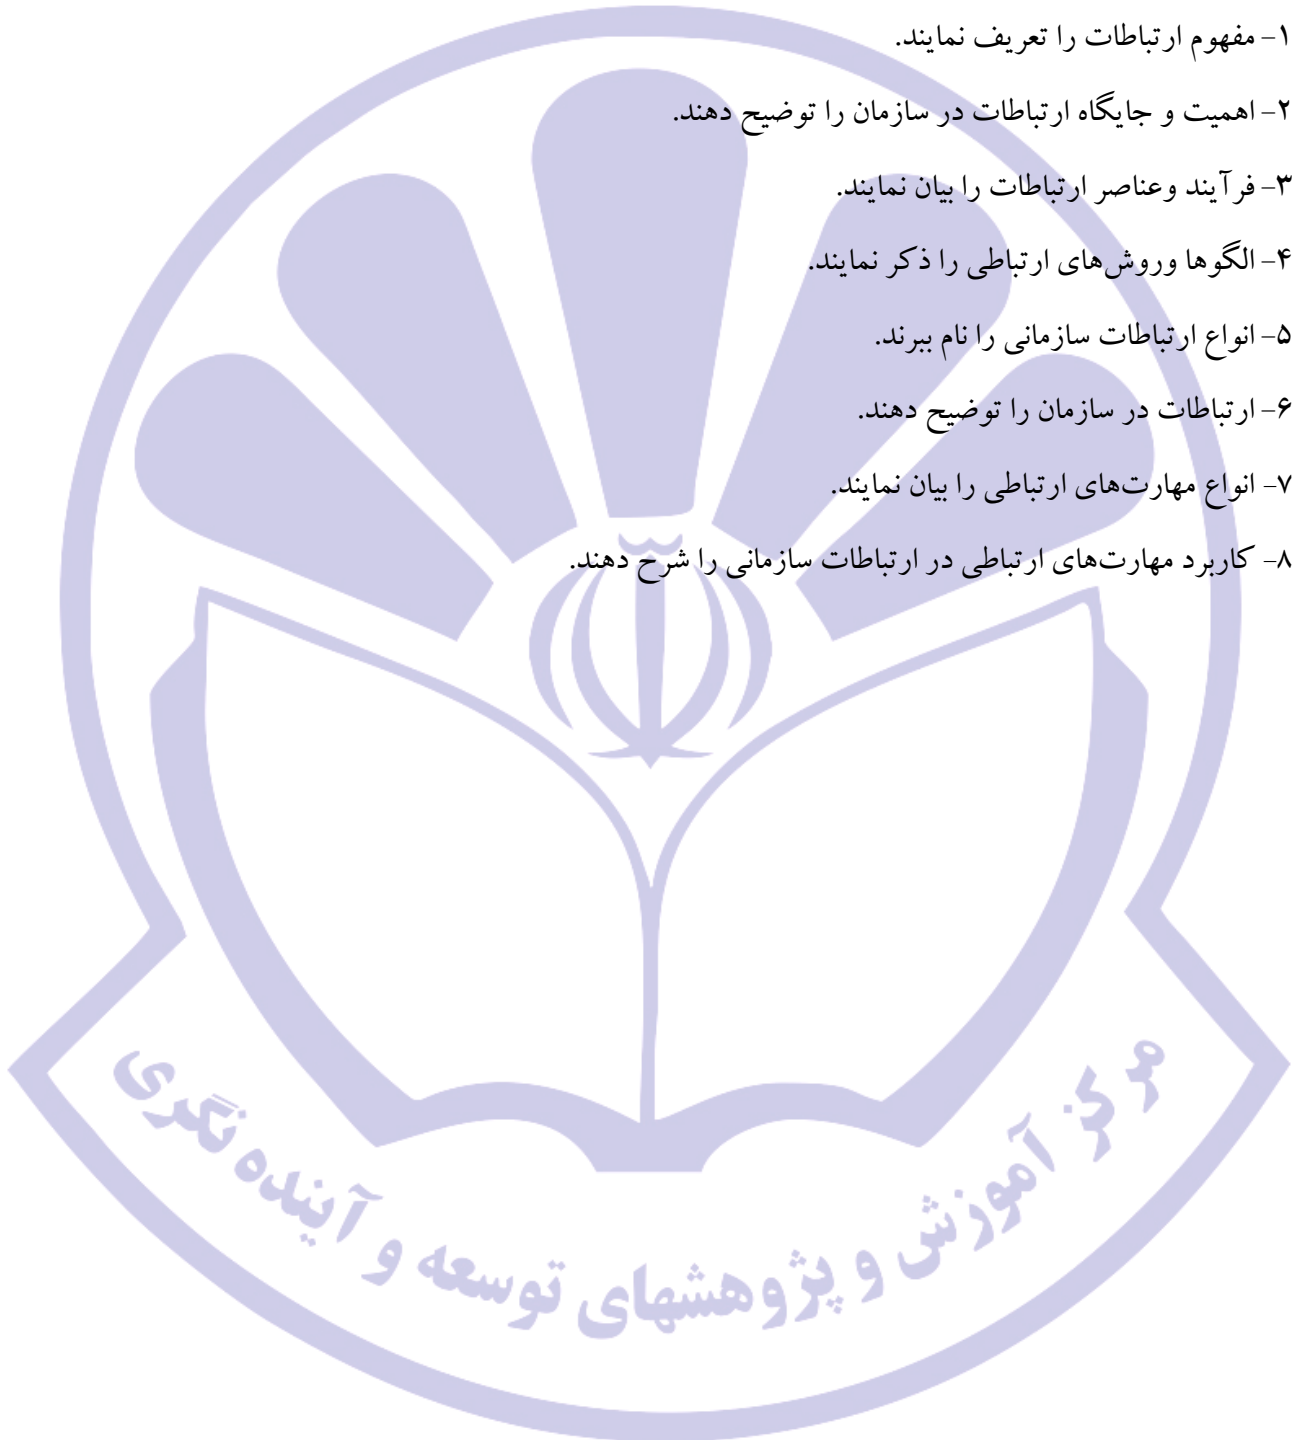 ۱- مفهوم ارتباطات را تعریف نمایند.
۲- اهمیت و جایگاه ارتباطات در سازمان را توضیح دهند.
۳- فرآیند وعناصر ارتباطات را بیان نمایند.
۴- الگوها وروش‌های ارتباطی را ذکر نمایند.
۵- انواع ارتباطات سازمانی را نام ببرند.
۶- ارتباطات در سازمان را توضیح دهند.
۷- انواع مهارت‌های ارتباطی را بیان نمایند.
۸- کاربرد مهارت‌های ارتباطی در ارتباطات سازمانی را شرح دهند.
مرکز آموزش و پژوهشهای توسعه و آینده نگری